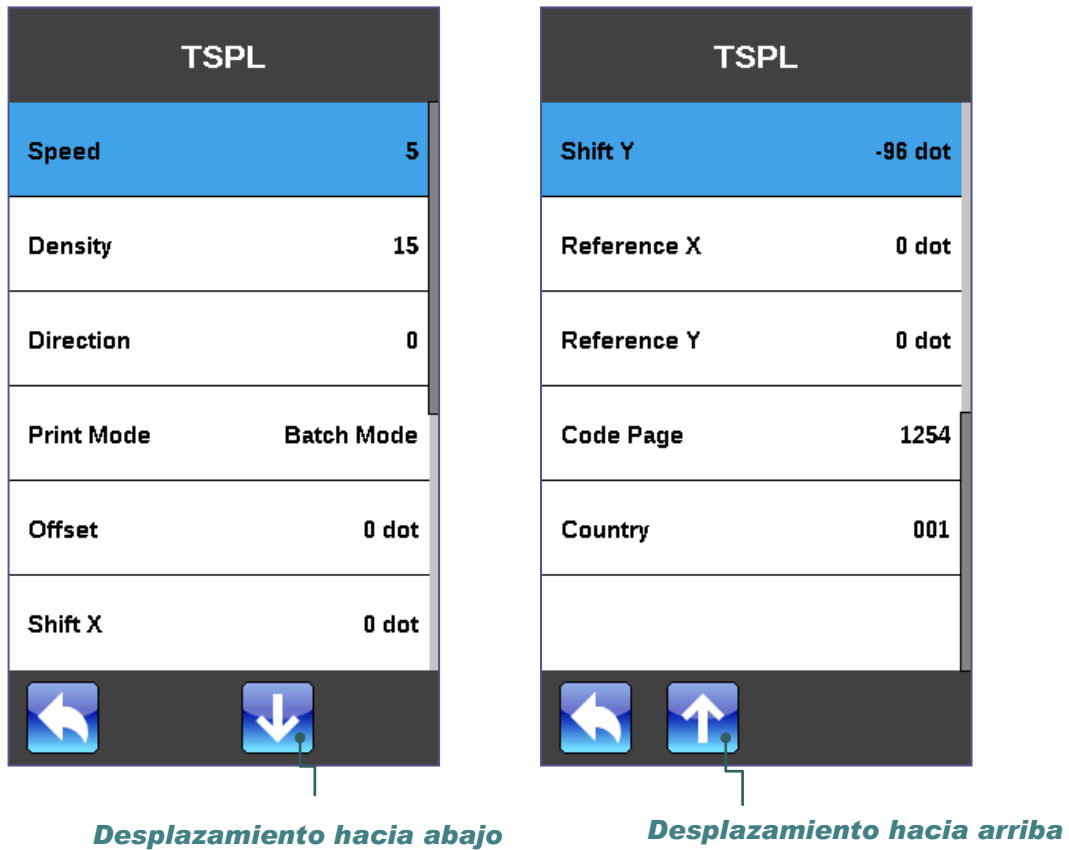 TSPL
Speed 5
Density 15
Direction 0
Print Mode Batch Mode
Offset 0 dot
Shift X 0 dot
Desplazamiento hacia abajo
TSPL
Shift Y -96 dot
Reference X 0 dot
Reference Y 0 dot
Code Page 1254
Country 001
Desplazamiento hacia arriba